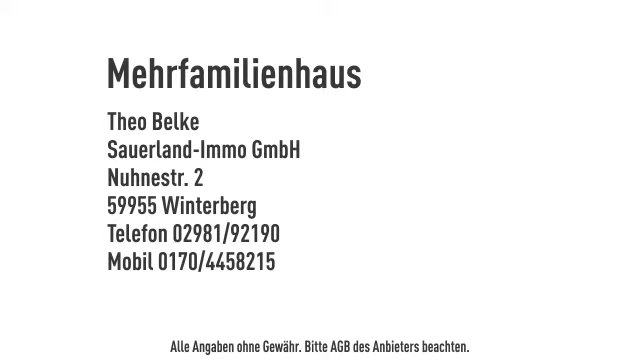 Mehrfamilienhaus
Theo Belke
Sauerland-Immo GmbH
Nuhnestr. 2
59955 Winterberg
Telefon 02981/92190
Mobil 0170/4458215
Alle Angaben ohne Gewähr. Bitte AGB des Anbieters beachten.